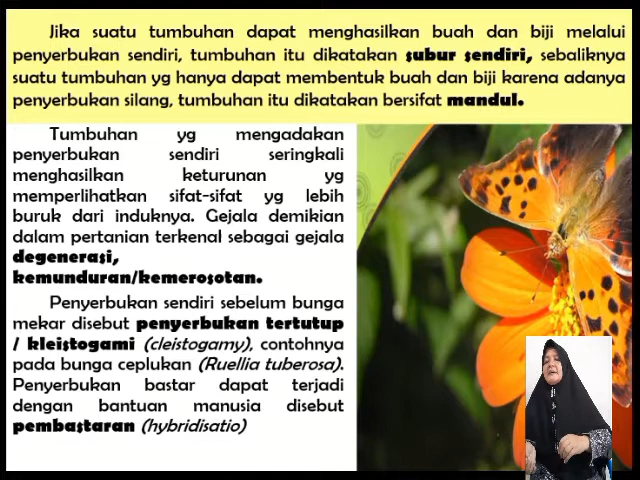 Jika suatu tumbuhan dapat menghasilkan buah dan biji melalui
penyerbukan sendiri, tumbuhan itu dikatakan subur sendiri, sebaliknya
suatu tumbuhan yg hanya dapat membentuk buah dan biji karena adanya
penyerbukan silang, tumbuhan itu dikatakan bersifat mandul.
Tumbuhan yg mengadakan
penyerbukan sendiri seringkali
menghasilkan keturunan yg
memperlihatkan sifat-sifat yg lebih
buruk dari induknya. Gejala demikian
dalam pertanian terkenal sebagai gejala
degenerasi,
kemunduran/kemerosotan.
Penyerbukan sendiri sebelum bunga
mekar disebut penyerbukan tertutup
/ kleistogami (cleistogamy), contohnya
pada bunga ceplukan (Ruellia tuberosa).
Penyerbukan bastar dapat terjadi
dengan bantuan manusia disebut
pembastaran (hybridisatio)